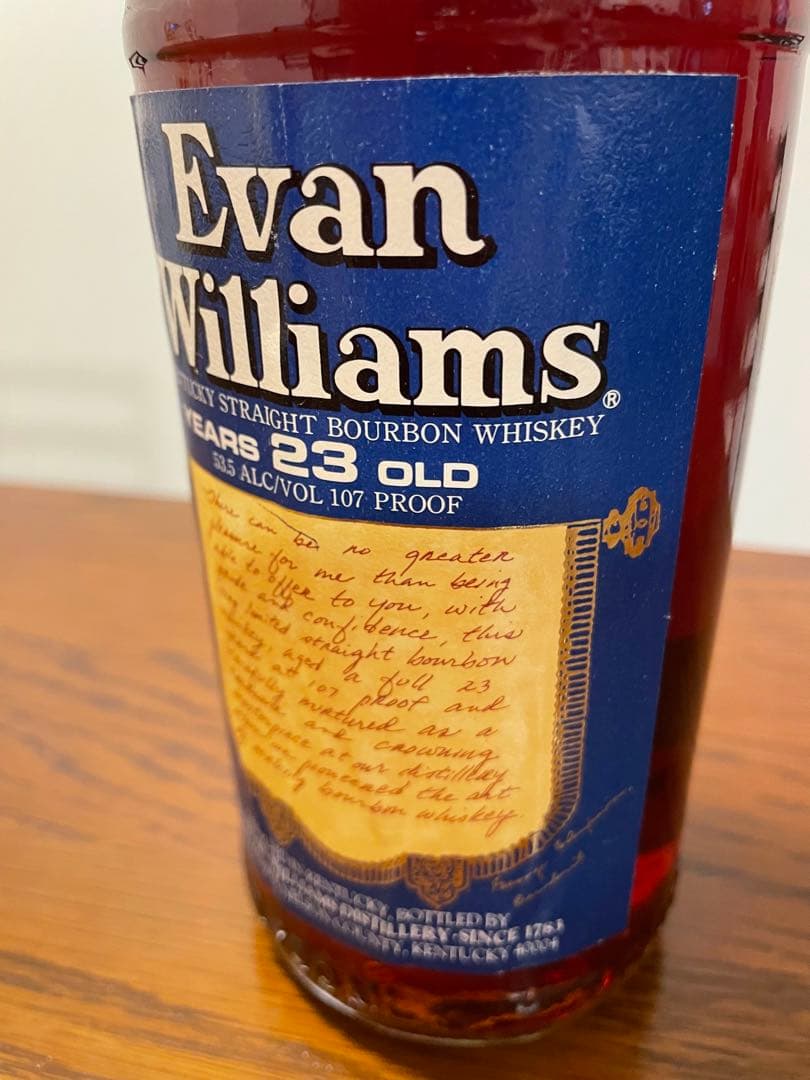 Evan
Williams
®
STRAIGHT BOURBON WHISKEY
YEARS 23 OLD
53.5 ALC/VOL 107 PROOF
There can be no greater
pleasure for me than being
able to offer to you, with
pride and confidence, this
limited straight bourbon
aged a full 23
at 107 proof and
nurtured as a
and crowning
at our distillery
pioneered the art
bourbon whiskey.
KENTUCKY, BOTTLED BY
DISTILLERY SINCE 1783
COUNTY, KENTUCKY